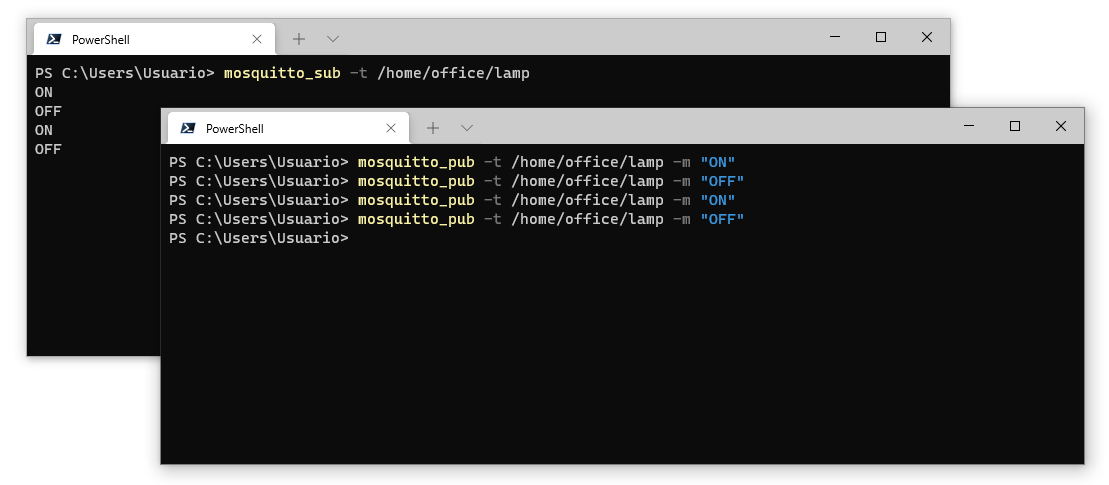 PowerShell
PS C:\Users\Usuario> mosquitto_sub -t /home/office/lamp
ON
OFF
ON
OFF
PowerShell
PS C:\Users\Usuario> mosquitto_pub -t /home/office/lamp -m "ON"
PS C:\Users\Usuario> mosquitto_pub -t /home/office/lamp -m "OFF"
PS C:\Users\Usuario> mosquitto_pub -t /home/office/lamp -m "ON"
PS C:\Users\Usuario> mosquitto_pub -t /home/office/lamp -m "OFF"
PS C:\Users\Usuario>